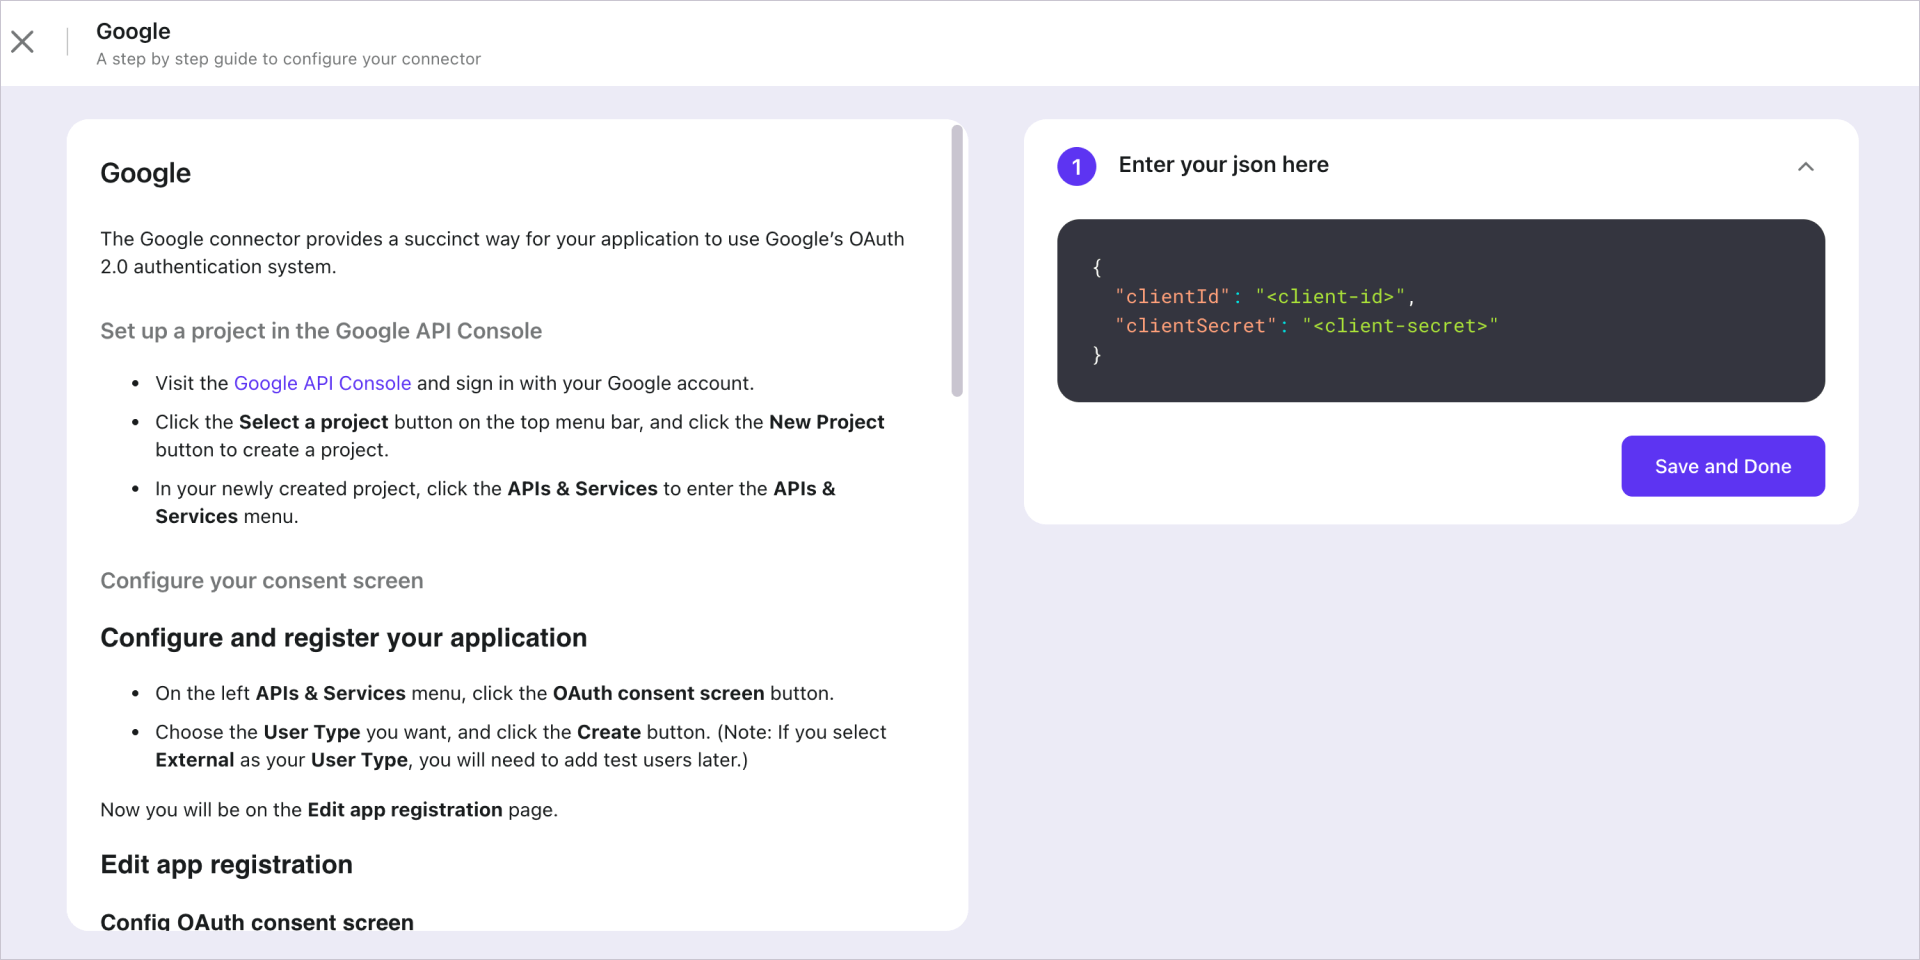 Google
A step by step guide to configure your connector
Google
The Google connector provides a succinct way for your application to use Google’s OAuth
2.0 authentication system.
Set up a project in the Google API Console
• Visit the Google API Console and sign in with your Google account.
• Click the Select a project button on the top menu bar, and click the New Project
button to create a project.
• In your newly created project, click the APIs & Services to enter the APIs &
Services menu.
Configure your consent screen
Configure and register your application
• On the left APIs & Services menu, click the OAuth consent screen button.
• Choose the User Type you want, and click the Create button. (Note: If you select
External as your User Type, you will need to add test users later.)
Now you will be on the Edit app registration page.
Edit app registration
Config OAuth consent screen
1 Enter your json here
{
"clientId": "<client-id>",
"clientSecret": "<client-secret>"
}
Save and Done